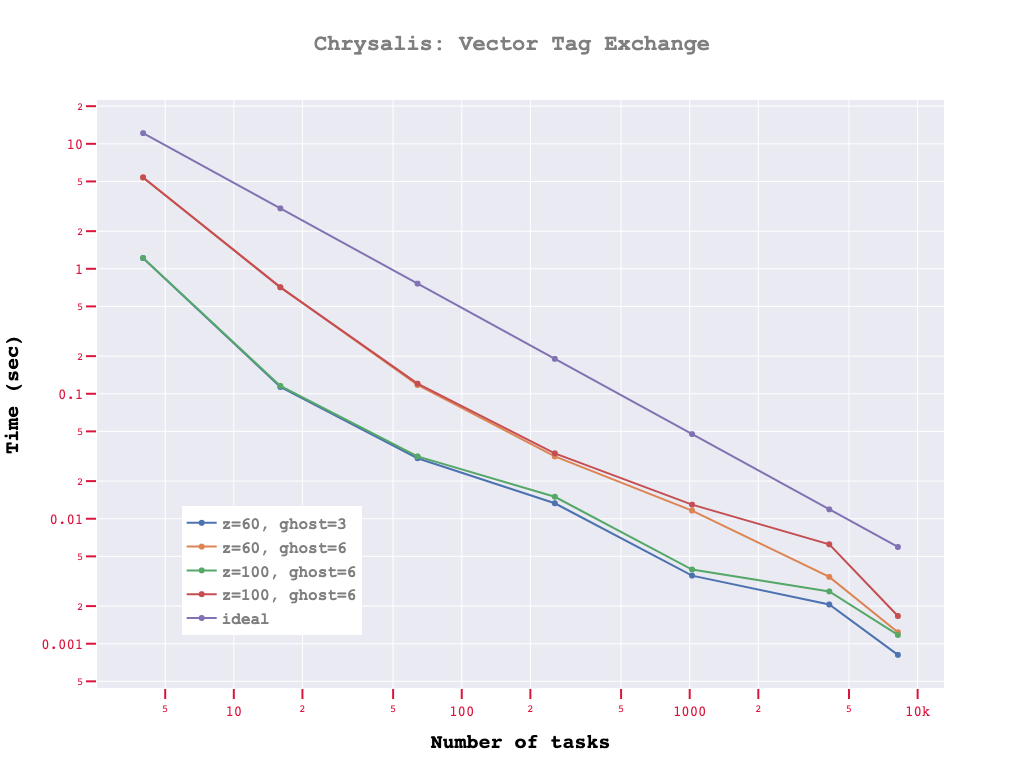 Chrysalis: Vector Tag Exchange
2
10
5
2
1
5
2
0.1
5
2
0.01
5
2
0.001
5
Time (sec)
z=60, ghost=3
z=60, ghost=6
z=100, ghost=6
z=100, ghost=6
ideal
5 10 2 5 100 2 5 1000 2 5 10k
Number of tasks